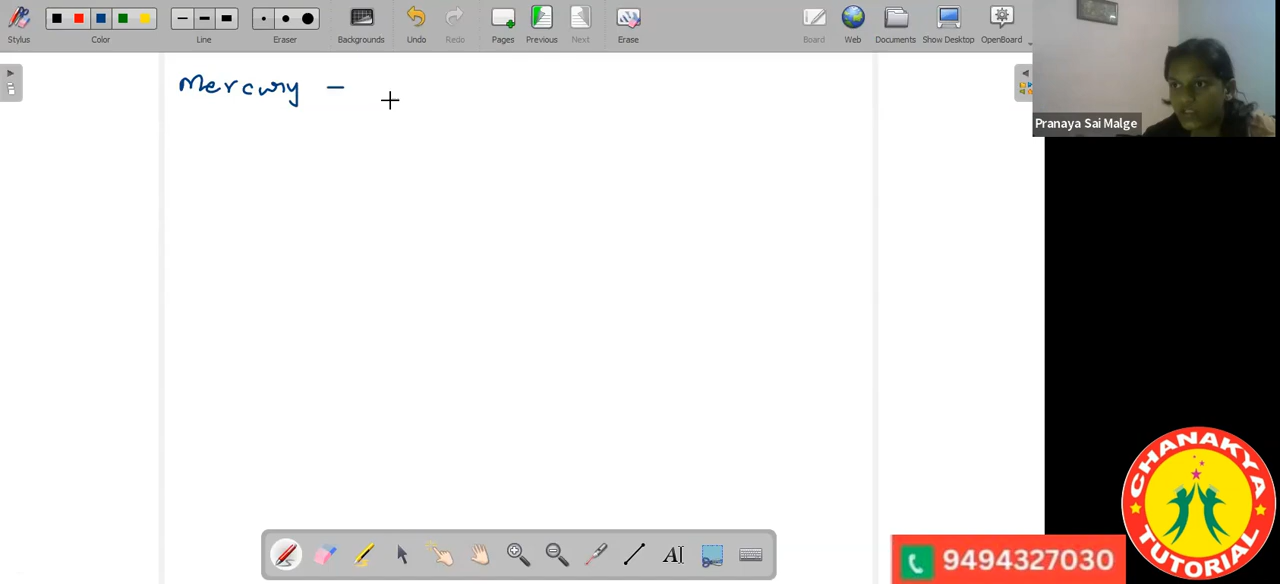 Stylus
Color
Line
Eraser
Backgrounds
Undo
Redo
Pages
Previous
Next
Erase
Board
Web
Documents
Show Desktop
OpenBoard
Mercury -
Pranaya Sai Malge
A
CHANAKYA
TUTORIAL
9494327030